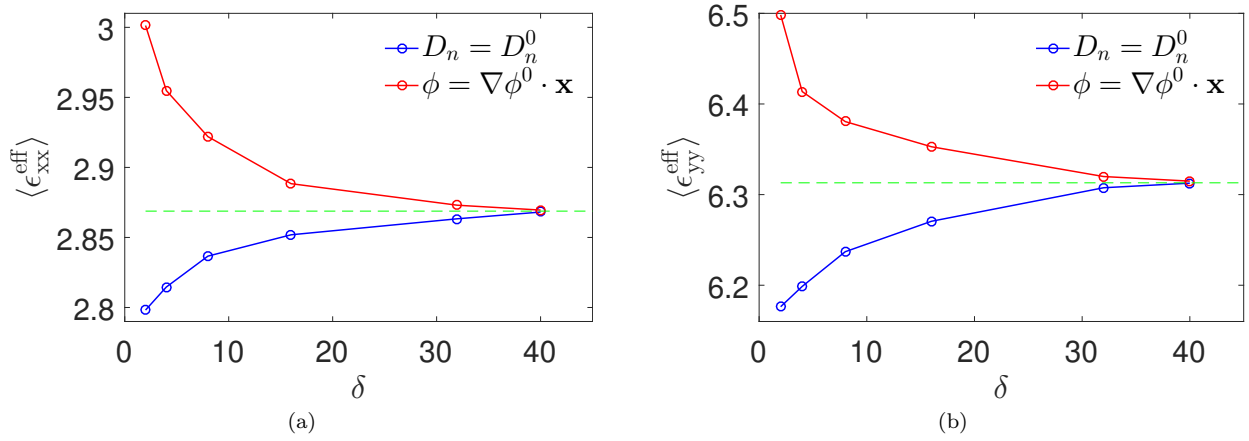 3
2.95
2.9
2.85
2.8
⟨ϵ_xx^eff⟩
D_n = D_n^0
ϕ = ∇ϕ^0 · x
0 10 20 30 40
δ
(a)
6.5
6.4
6.3
6.2
⟨ϵ_yy^eff⟩
D_n = D_n^0
ϕ = ∇ϕ^0 · x
0 10 20 30 40
δ
(b)